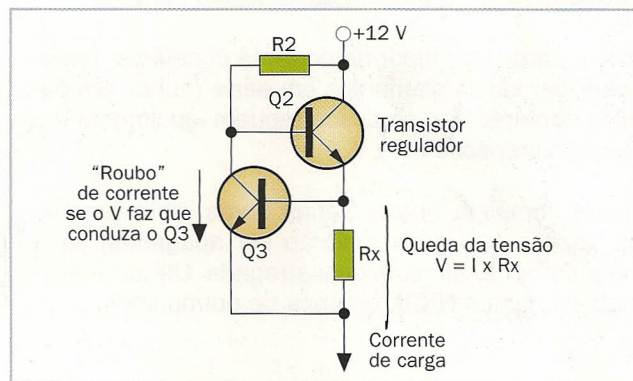 +12 V
R2
Q2
Transistor
regulador
"Roubo"
de corrente
se o V faz que
conduza o Q3
Q3
Rx
Queda da tensão
V = I x Rx
Corrente
de carga